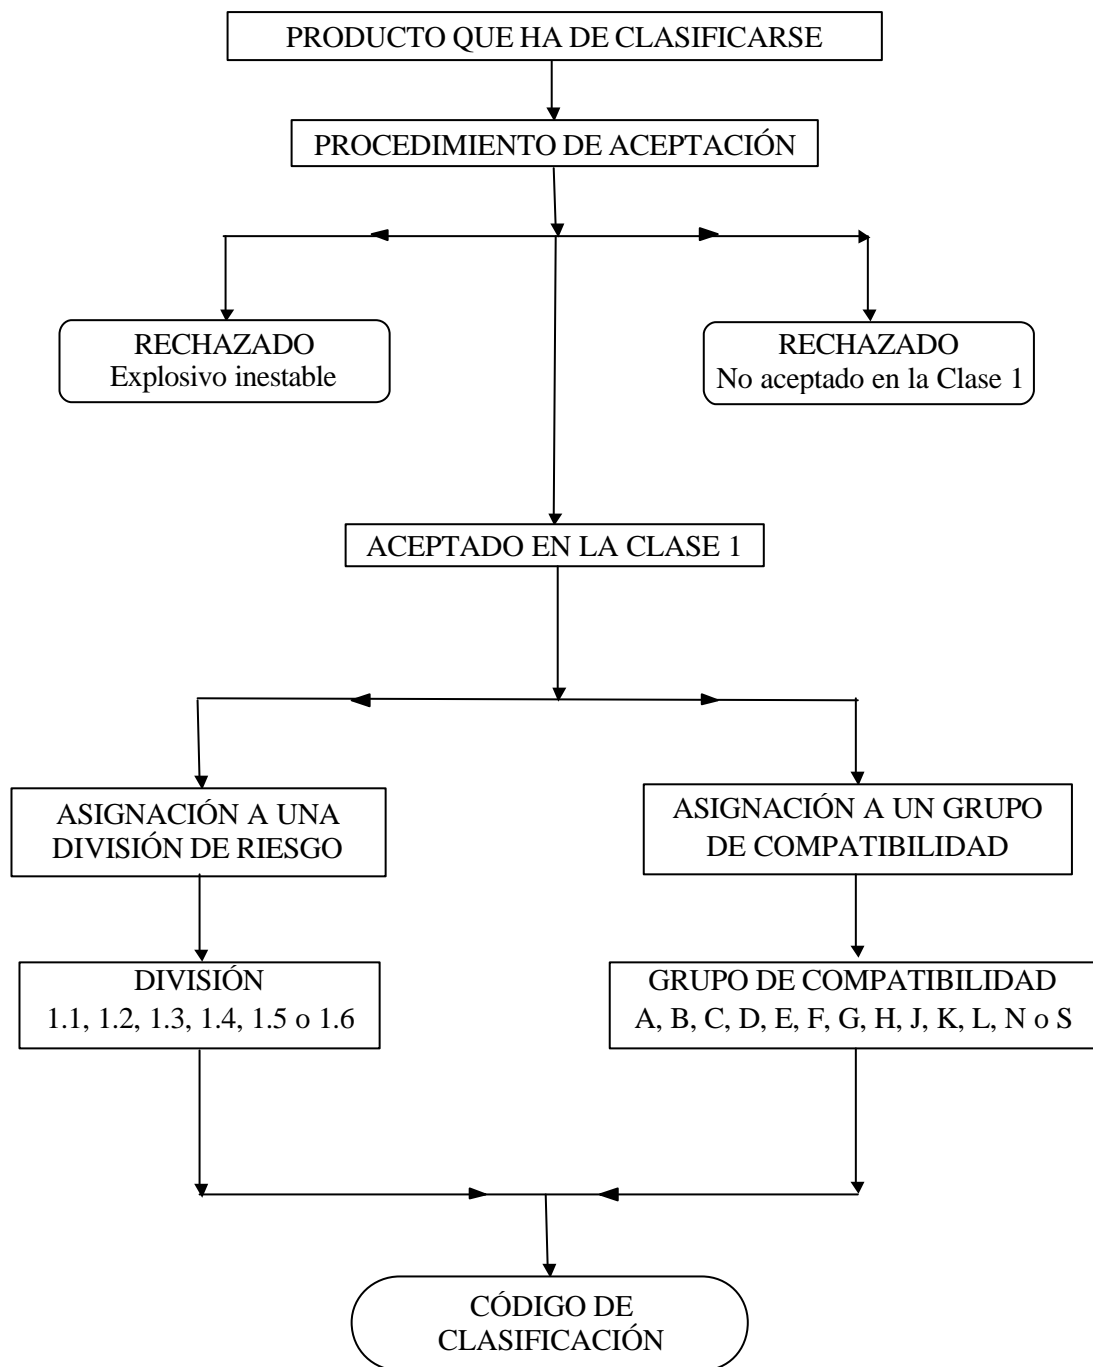 PRODUCTO QUE HA DE CLASIFICARSE
PROCEDIMIENTO DE ACEPTACIÓN
RECHAZADO
Explosivo inestable
RECHAZADO
No aceptado en la Clase 1
ACEPTADO EN LA CLASE 1
ASIGNACIÓN A UNA
DIVISIÓN DE RIESGO
ASIGNACIÓN A UN GRUPO
DE COMPATIBILIDAD
DIVISIÓN
1.1, 1.2, 1.3, 1.4, 1.5 o 1.6
GRUPO DE COMPATIBILIDAD
A, B, C, D, E, F, G, H, J, K, L, N o S
CÓDIGO DE
CLASIFICACIÓN